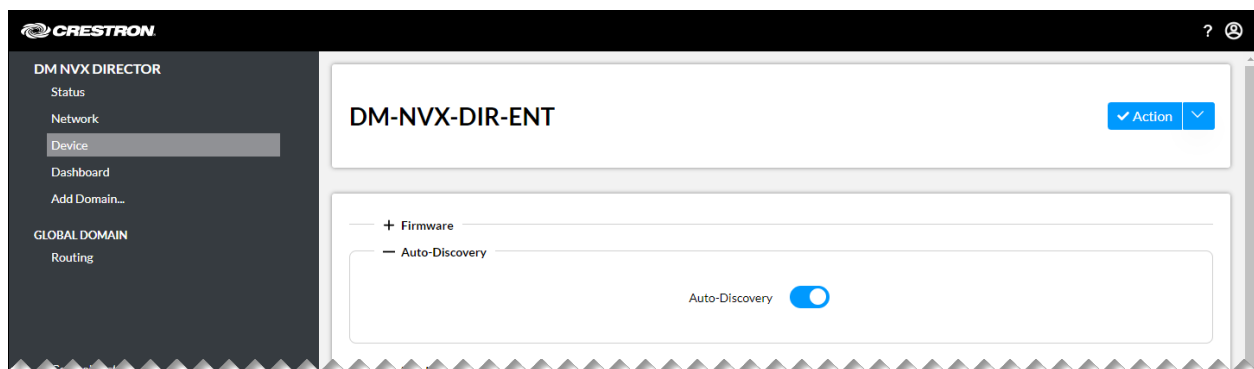 CRESTRON
?
DM NVX DIRECTOR
Status
Network
Device
Dashboard
Add Domain...
GLOBAL DOMAIN
Routing
DM-NVX-DIR-ENT
Action
+ Firmware
− Auto-Discovery
Auto-Discovery